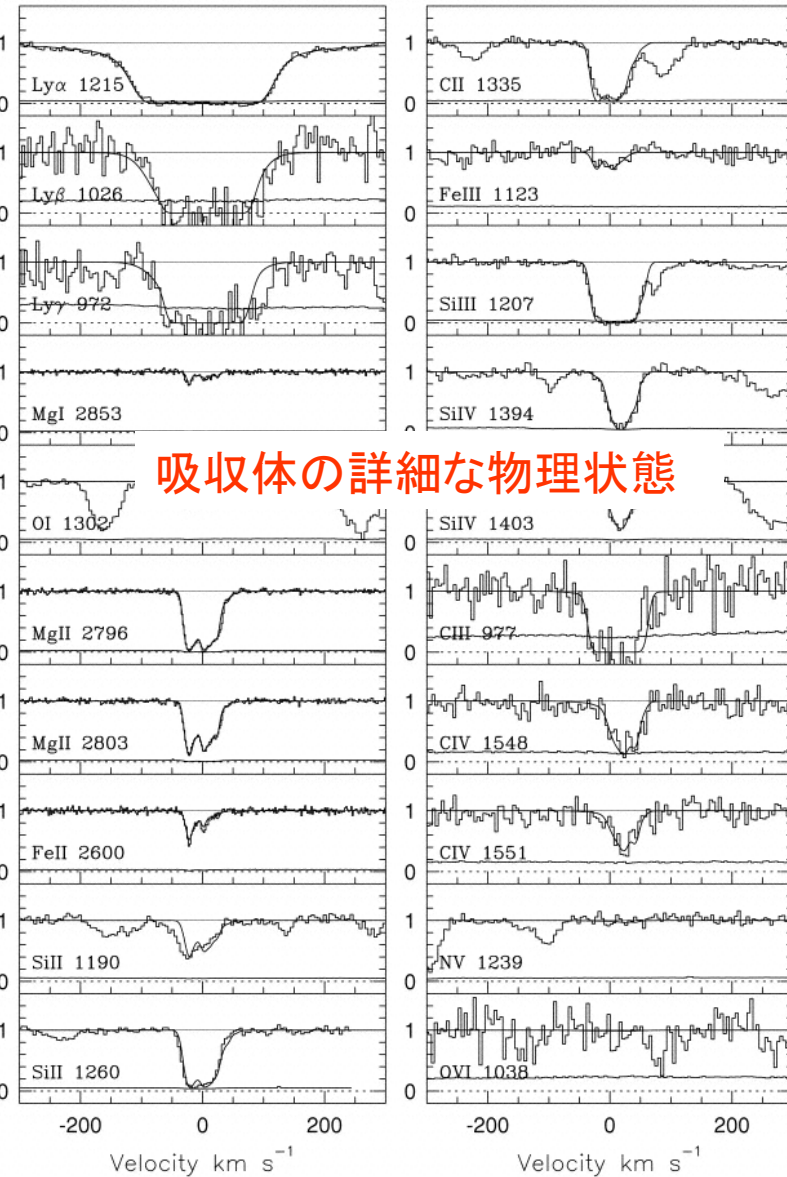 1
Lyα 1215
0
1
Lyβ 1026
0
1
Lyγ 972
0
1
MgI 2853
0
1
OI 1302
0
1
MgII 2796
0
1
MgII 2803
0
1
FeII 2600
0
1
SiII 1190
0
1
SiII 1260
0
-200 0 200
Velocity km s⁻¹
1
CII 1335
0
1
FeIII 1123
0
1
SiIII 1207
0
1
SiIV 1394
0
吸収体の詳細な物理状態
1
SiIV 1403
0
1
CIII 977
0
1
CIV 1548
0
1
CIV 1551
0
1
NV 1239
0
1
OVI 1038
0
-200 0 200
Velocity km s⁻¹